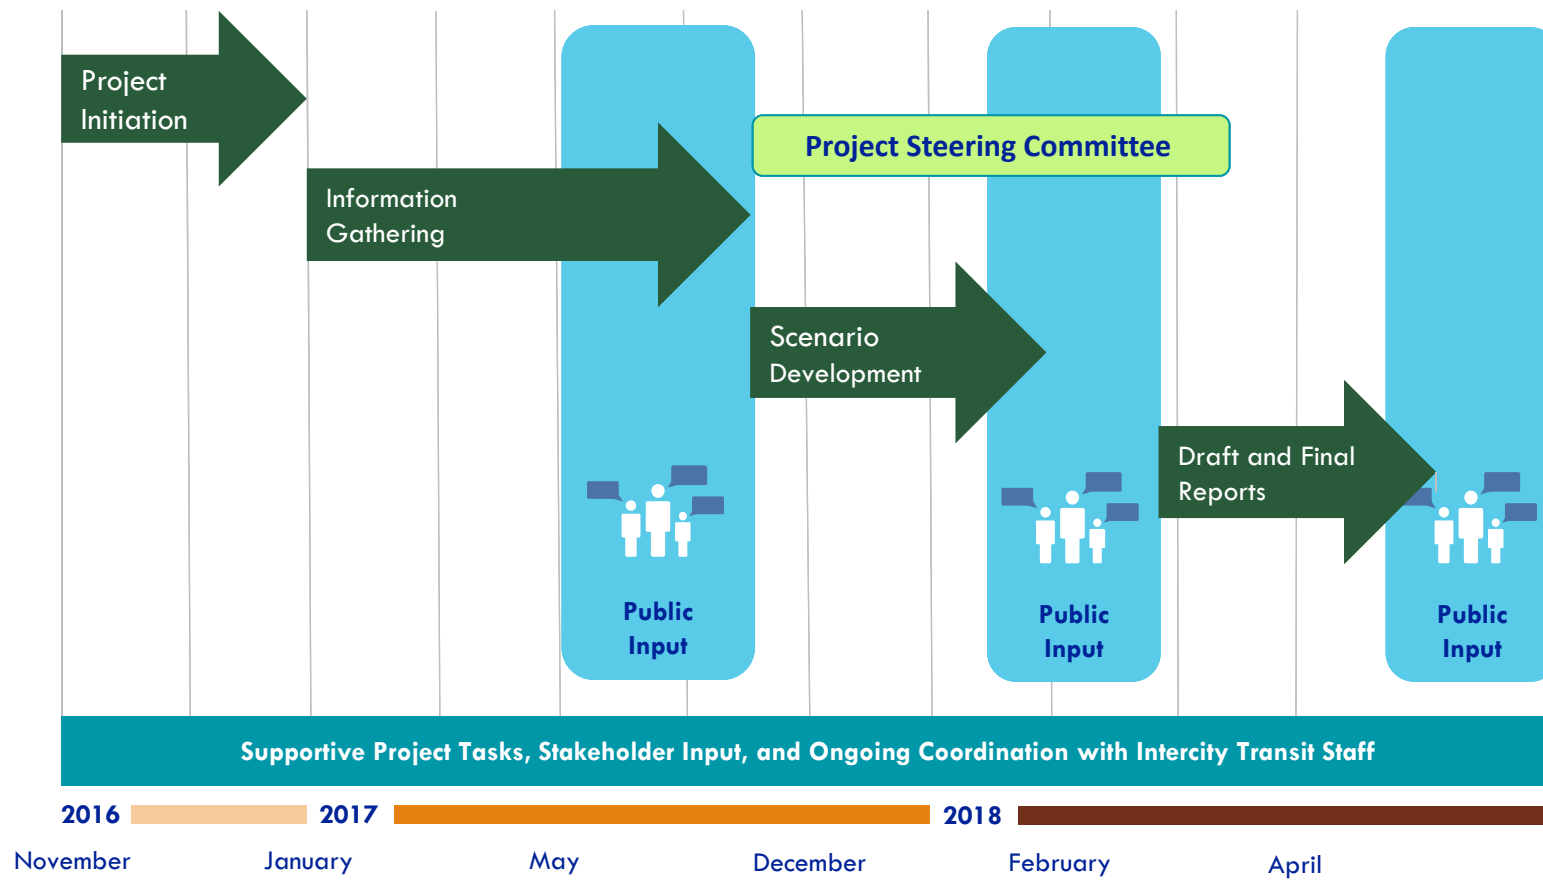 Project
Initiation
Project Steering Committee
Information
Gathering
Scenario
Development
Draft and Final
Reports
Public
Input
Public
Input
Public
Input
Supportive Project Tasks, Stakeholder Input, and Ongoing Coordination with Intercity Transit Staff
2016
2017
2018
November
January
May
December
February
April